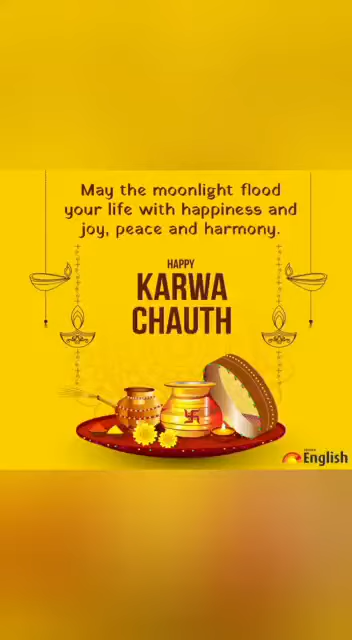 May the moonlight flood
your life with happiness and
joy, peace and harmony.
HAPPY
KARWA
CHAUTH
English